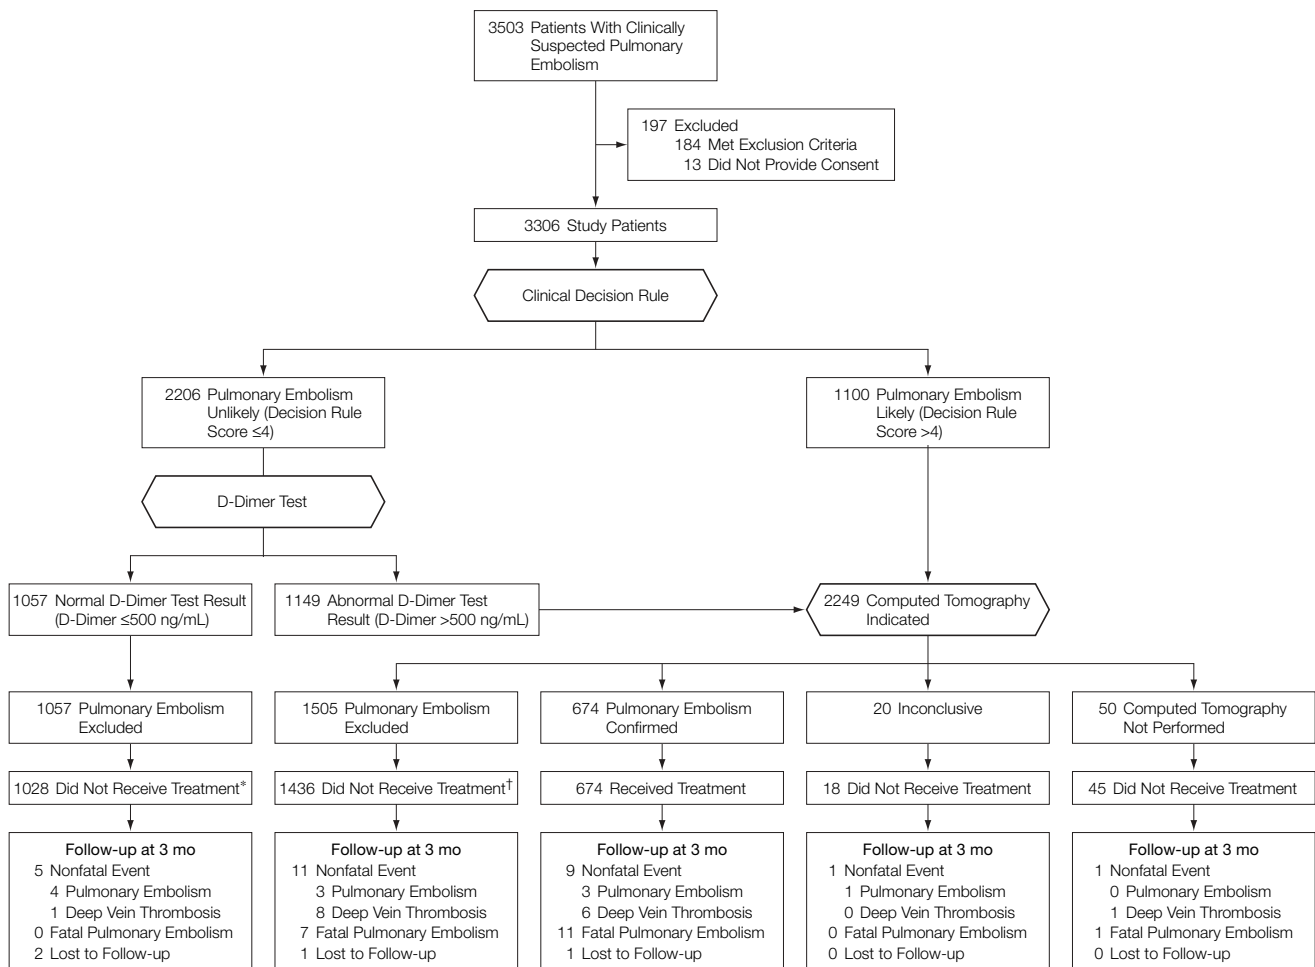 3503 Patients With Clinically
Suspected Pulmonary
Embolism
197 Excluded
184 Met Exclusion Criteria
13 Did Not Provide Consent
3306 Study Patients
Clinical Decision Rule
2206 Pulmonary Embolism
Unlikely (Decision Rule
Score ≤4)
1100 Pulmonary Embolism
Likely (Decision Rule
Score >4)
D-Dimer Test
1057 Normal D-Dimer Test Result
(D-Dimer ≤500 ng/mL)
1149 Abnormal D-Dimer Test
Result (D-Dimer >500 ng/mL)
2249 Computed Tomography
Indicated
1057 Pulmonary Embolism
Excluded
1505 Pulmonary Embolism
Excluded
674 Pulmonary Embolism
Confirmed
20 Inconclusive
50 Computed Tomography
Not Performed
1028 Did Not Receive Treatment*
1436 Did Not Receive Treatment†
674 Received Treatment
18 Did Not Receive Treatment
45 Did Not Receive Treatment
Follow-up at 3 mo
5 Nonfatal Event
4 Pulmonary Embolism
1 Deep Vein Thrombosis
0 Fatal Pulmonary Embolism
2 Lost to Follow-up
Follow-up at 3 mo
11 Nonfatal Event
3 Pulmonary Embolism
8 Deep Vein Thrombosis
7 Fatal Pulmonary Embolism
1 Lost to Follow-up
Follow-up at 3 mo
9 Nonfatal Event
3 Pulmonary Embolism
6 Deep Vein Thrombosis
11 Fatal Pulmonary Embolism
1 Lost to Follow-up
Follow-up at 3 mo
1 Nonfatal Event
1 Pulmonary Embolism
0 Deep Vein Thrombosis
0 Fatal Pulmonary Embolism
0 Lost to Follow-up
Follow-up at 3 mo
1 Nonfatal Event
0 Pulmonary Embolism
1 Deep Vein Thrombosis
1 Fatal Pulmonary Embolism
0 Lost to Follow-up